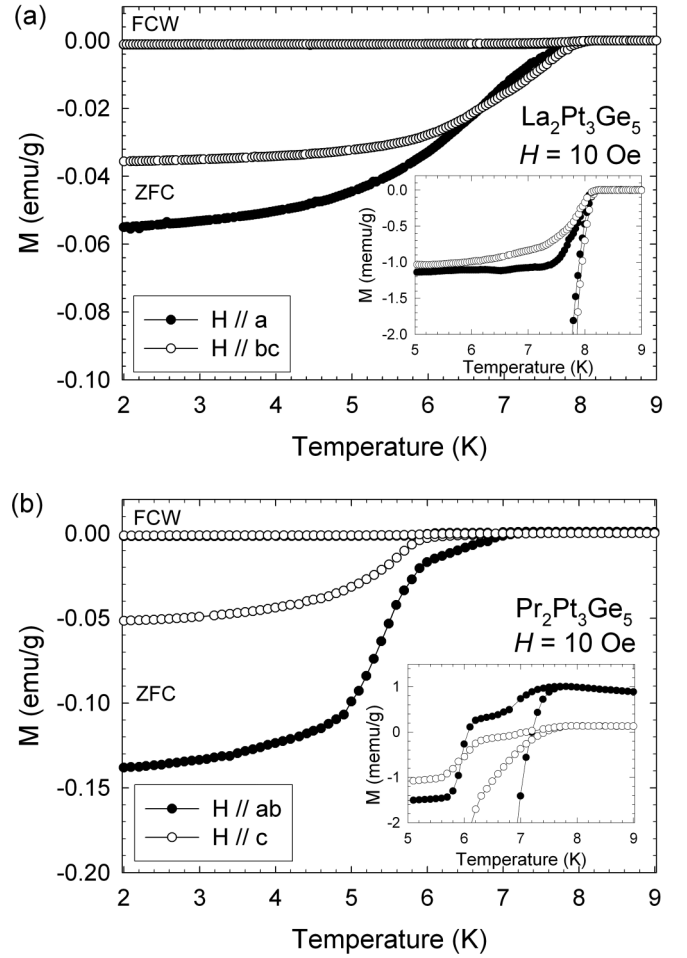 (a)
FCW
0.00
-0.02
-0.04
-0.06
-0.08
-0.10
M (emu/g)
ZFC
La₂Pt₃Ge₅
H = 10 Oe
H // a
H // bc
0.0
-0.5
-1.0
-1.5
-2.0
M (memu/g)
5 6 7 8 9
Temperature (K)
2 3 4 5 6 7 8 9
Temperature (K)
(b)
FCW
0.00
-0.05
-0.10
-0.15
-0.20
M (emu/g)
ZFC
Pr₂Pt₃Ge₅
H = 10 Oe
H // ab
H // c
1
0
-1
-2
M (memu/g)
5 6 7 8 9
Temperature (K)
2 3 4 5 6 7 8 9
Temperature (K)